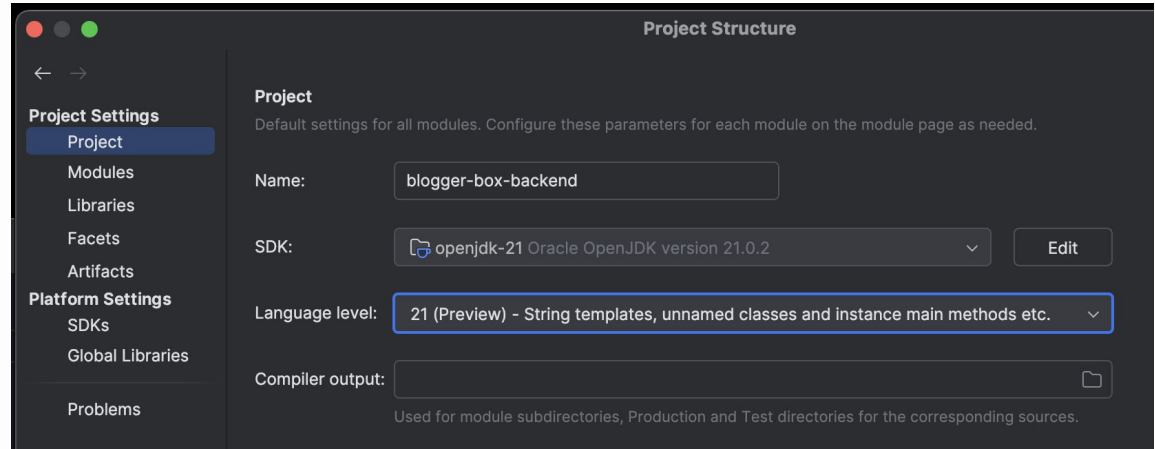 Project Structure
Project Settings
Project
Modules
Libraries
Facets
Artifacts
Platform Settings
SDKs
Global Libraries
Problems
Project
Default settings for all modules. Configure these parameters for each module on the module page as needed.
Name: blogger-box-backend
SDK: openjdk-21 Oracle OpenJDK version 21.0.2 Edit
Language level: 21 (Preview) - String templates, unnamed classes and instance main methods etc.
Compiler output:
Used for module subdirectories, Production and Test directories for the corresponding sources.